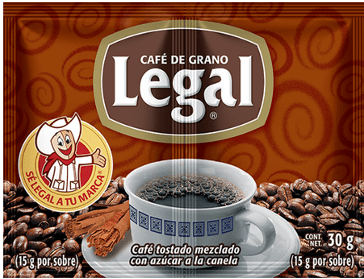 CAFÉ DE GRANO
Legal®
SÉ LEGAL A TU MARCA
CONT. NET. 30 g
(15 g por sobre)
(15 g por sobre)
Café tostado mezclado
con azúcar a la canela